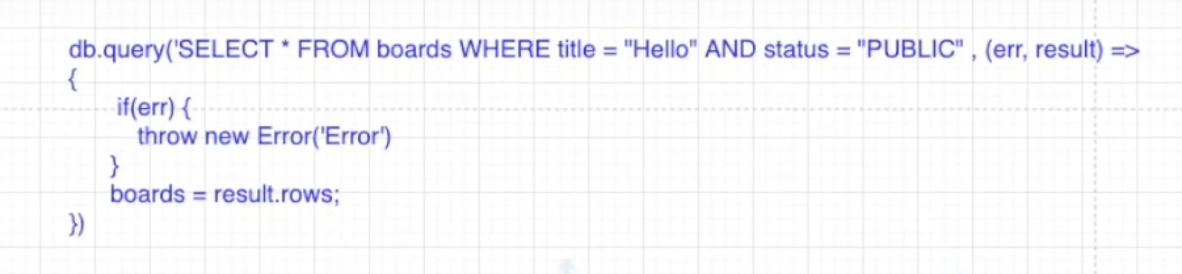 db.query('SELECT * FROM boards WHERE title = "Hello" AND status = "PUBLIC" , (err, result) =>
{
if(err) {
throw new Error('Error')
}
boards = result.rows;
})